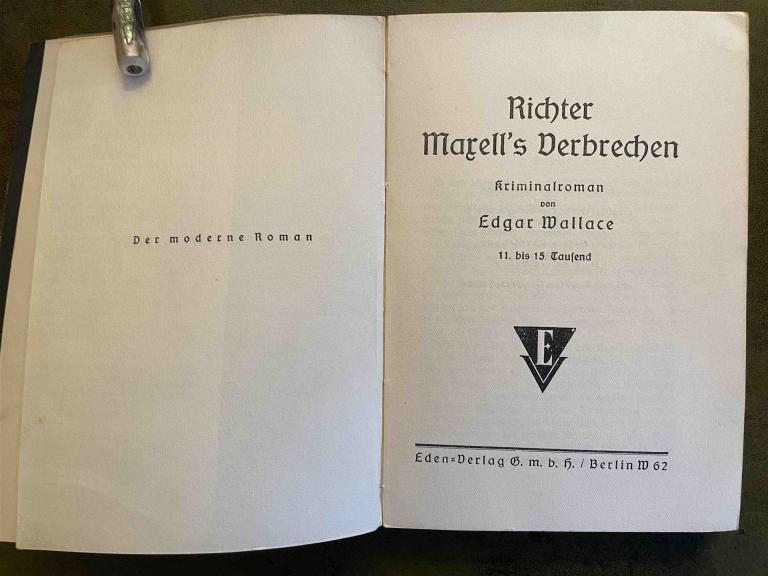 Der moderne Roman
Richter
Maxell's Verbrechen
Kriminalroman
von
Edgar Wallace
11. bis 15. Tausend
E
Eden=Verlag G. m. b. H. / Berlin W 62